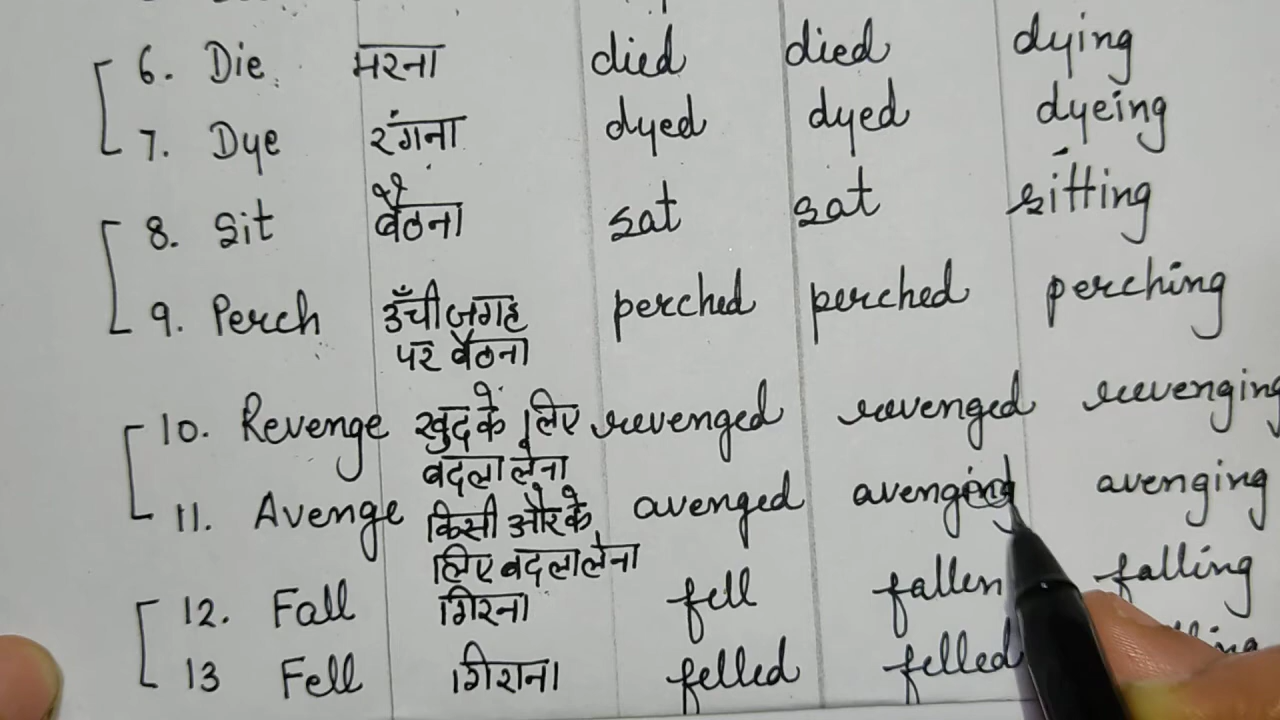 6. Die मरना died died dying
7. Dye रंगना dyed dyed dyeing
8. Sit बैठना sat sat sitting
9. Perch ऊँची जगह perched perched perching
पर बैठना
10. Revenge खुद के लिए revenged revenged revenging
बदला लेना
11. Avenge किसी और के avenged avenging
लिए बदला लेना
12. Fall गिरना fell fallen falling
13 Fell गिराना felled felled